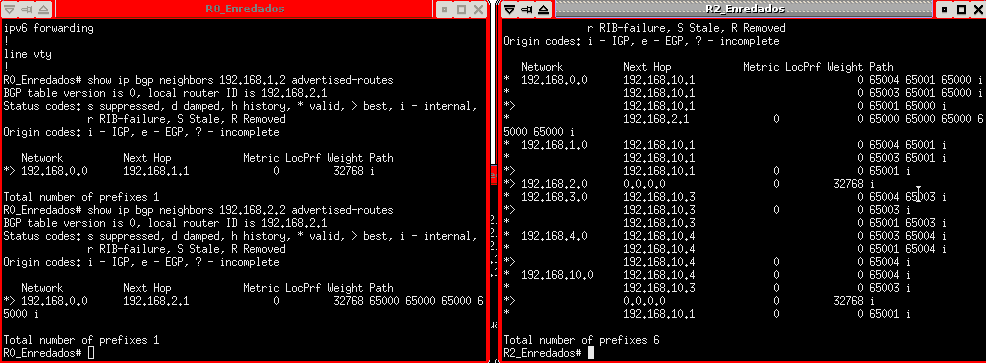 R0_Enredados
ipv6 forwarding
!
line vty
!
R0_Enredados# show ip bgp neighbors 192.168.1.2 advertised-routes
BGP table version is 0, local router ID is 192.168.2.1
Status codes: s suppressed, d damped, h history, * valid, > best, i - internal,
r RIB-failure, S Stale, R Removed
Origin codes: i - IGP, e - EGP, ? - incomplete
Network Next Hop Metric LocPrf Weight Path
*> 192.168.0.0 192.168.1.1 0 32768 i
Total number of prefixes 1
R0_Enredados# show ip bgp neighbors 192.168.2.2 advertised-routes
BGP table version is 0, local router ID is 192.168.2.1
Status codes: s suppressed, d damped, h history, * valid, > best, i - internal,
r RIB-failure, S Stale, R Removed
Origin codes: i - IGP, e - EGP, ? - incomplete
Network Next Hop Metric LocPrf Weight Path
*> 192.168.0.0 192.168.2.1 0 32768 65000 65000 65000 6
5000 i
Total number of prefixes 1
R0_Enredados#
R2_Enredados
r RIB-failure, S Stale, R Removed
Origin codes: i - IGP, e - EGP, ? - incomplete
Network Next Hop Metric LocPrf Weight Path
* 192.168.0.0 192.168.10.1 0 65004 65001 65000 i
* 192.168.10.1 0 65003 65001 65000 i
*> 192.168.10.1 0 65001 65000 i
* 192.168.2.1 0 0 65000 65000 65000 6
5000 65000 i
* 192.168.1.0 192.168.10.1 0 65004 65001 i
* 192.168.10.1 0 65003 65001 i
*> 192.168.10.1 0 0 65001 i
*> 192.168.2.0 0.0.0.0 0 32768 i
* 192.168.3.0 192.168.10.3 0 65004 65003 i
*> 192.168.10.3 0 0 65003 i
* 192.168.10.3 0 65001 65003 i
* 192.168.4.0 192.168.10.4 0 65003 65004 i
* 192.168.10.4 0 65001 65004 i
*> 192.168.10.4 0 0 65004 i
* 192.168.10.0 192.168.10.4 0 0 65004 i
* 192.168.10.3 0 0 65003 i
*> 0.0.0.0 0 32768 i
* 192.168.10.1 0 0 65001 i
Total number of prefixes 6
R2_Enredados#